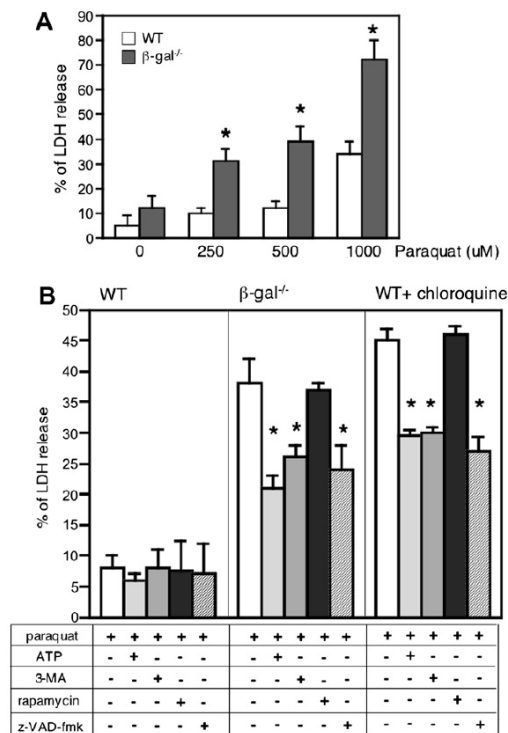 A
WT
β-gal-/-
% of LDH release
90
80
70
60
50
40
30
20
10
0
* * *
0 250 500 1000 Paraquat (uM)
B
WT β-gal-/- WT+ chloroquine
% of LDH release
50
45
40
35
30
25
20
15
10
5
0
* * * * * *
paraquat + + + + + + + + + + + + + + +
ATP - + - - - - + - - - - + - - -
3-MA - - + - - - - + - - - - + - -
rapamycin - - - + - - - - + - - - - + -
z-VAD-fmk - - - - + - - - - + - - - - +